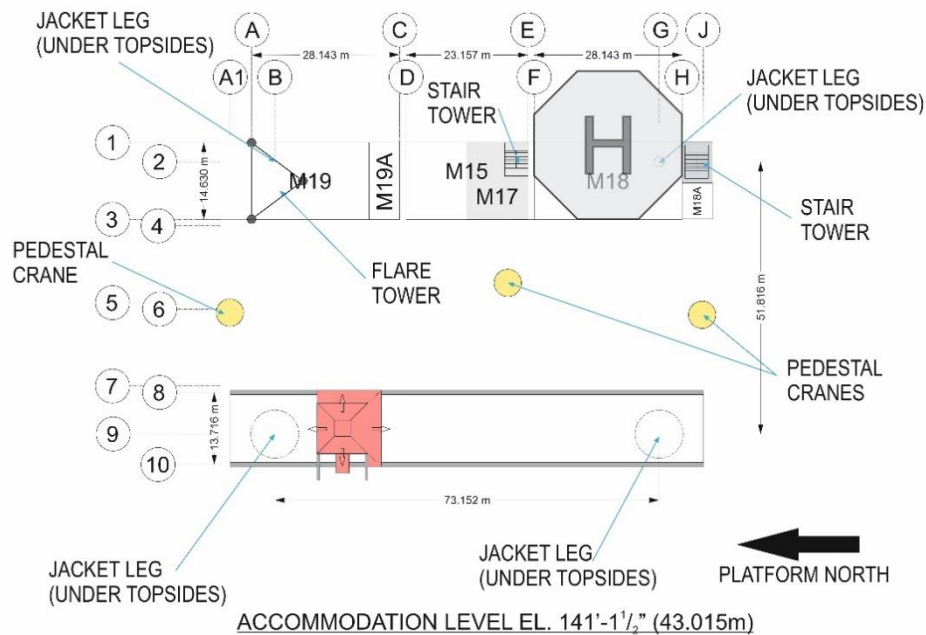 JACKET LEG
(UNDER TOPSIDES)
A
C
E
G
J
28.143 m
23.157 m
28.143 m
A1
B
D
F
H
STAIR
TOWER
JACKET LEG
(UNDER TOPSIDES)
1
2
3
4
14.630 m
M19
M19A
M15
M17
H
M18
M18A
STAIR
TOWER
PEDESTAL
CRANE
FLARE
TOWER
5
6
51.816 m
PEDESTAL
CRANES
7
8
9
10
13.716 m
73.152 m
JACKET LEG
(UNDER TOPSIDES)
JACKET LEG
(UNDER TOPSIDES)
PLATFORM NORTH
ACCOMMODATION LEVEL EL. 141'-1 1/2" (43.015m)